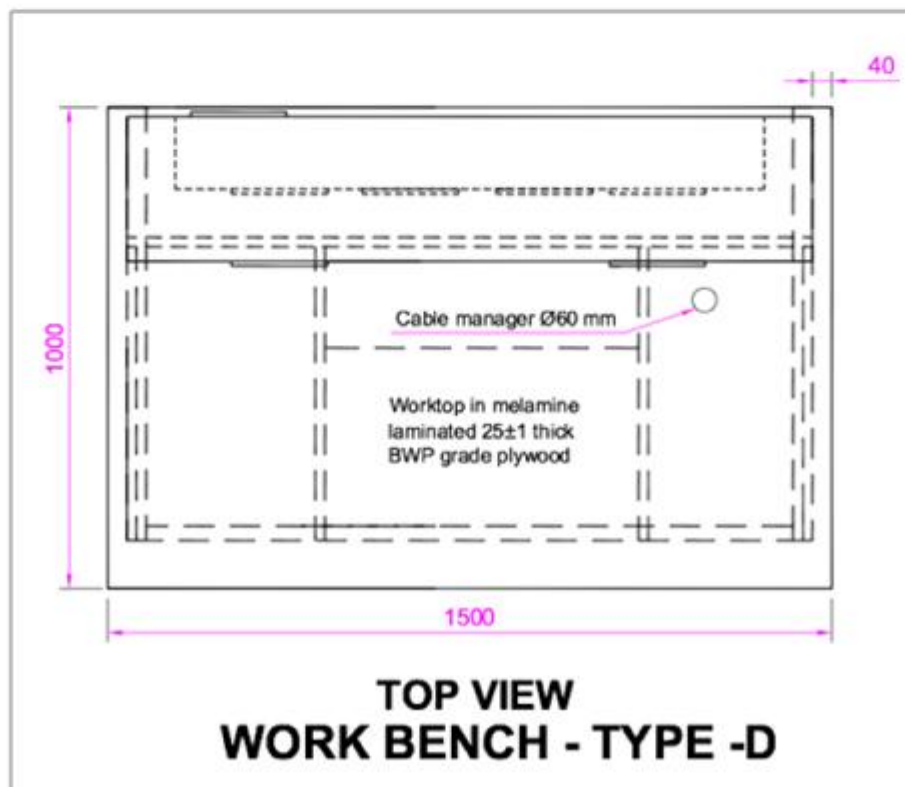 40
1000
Cable manager Ø60 mm
Worktop in melamine
laminated 25±1 thick
BWP grade plywood
1500
TOP VIEW
WORK BENCH - TYPE -D